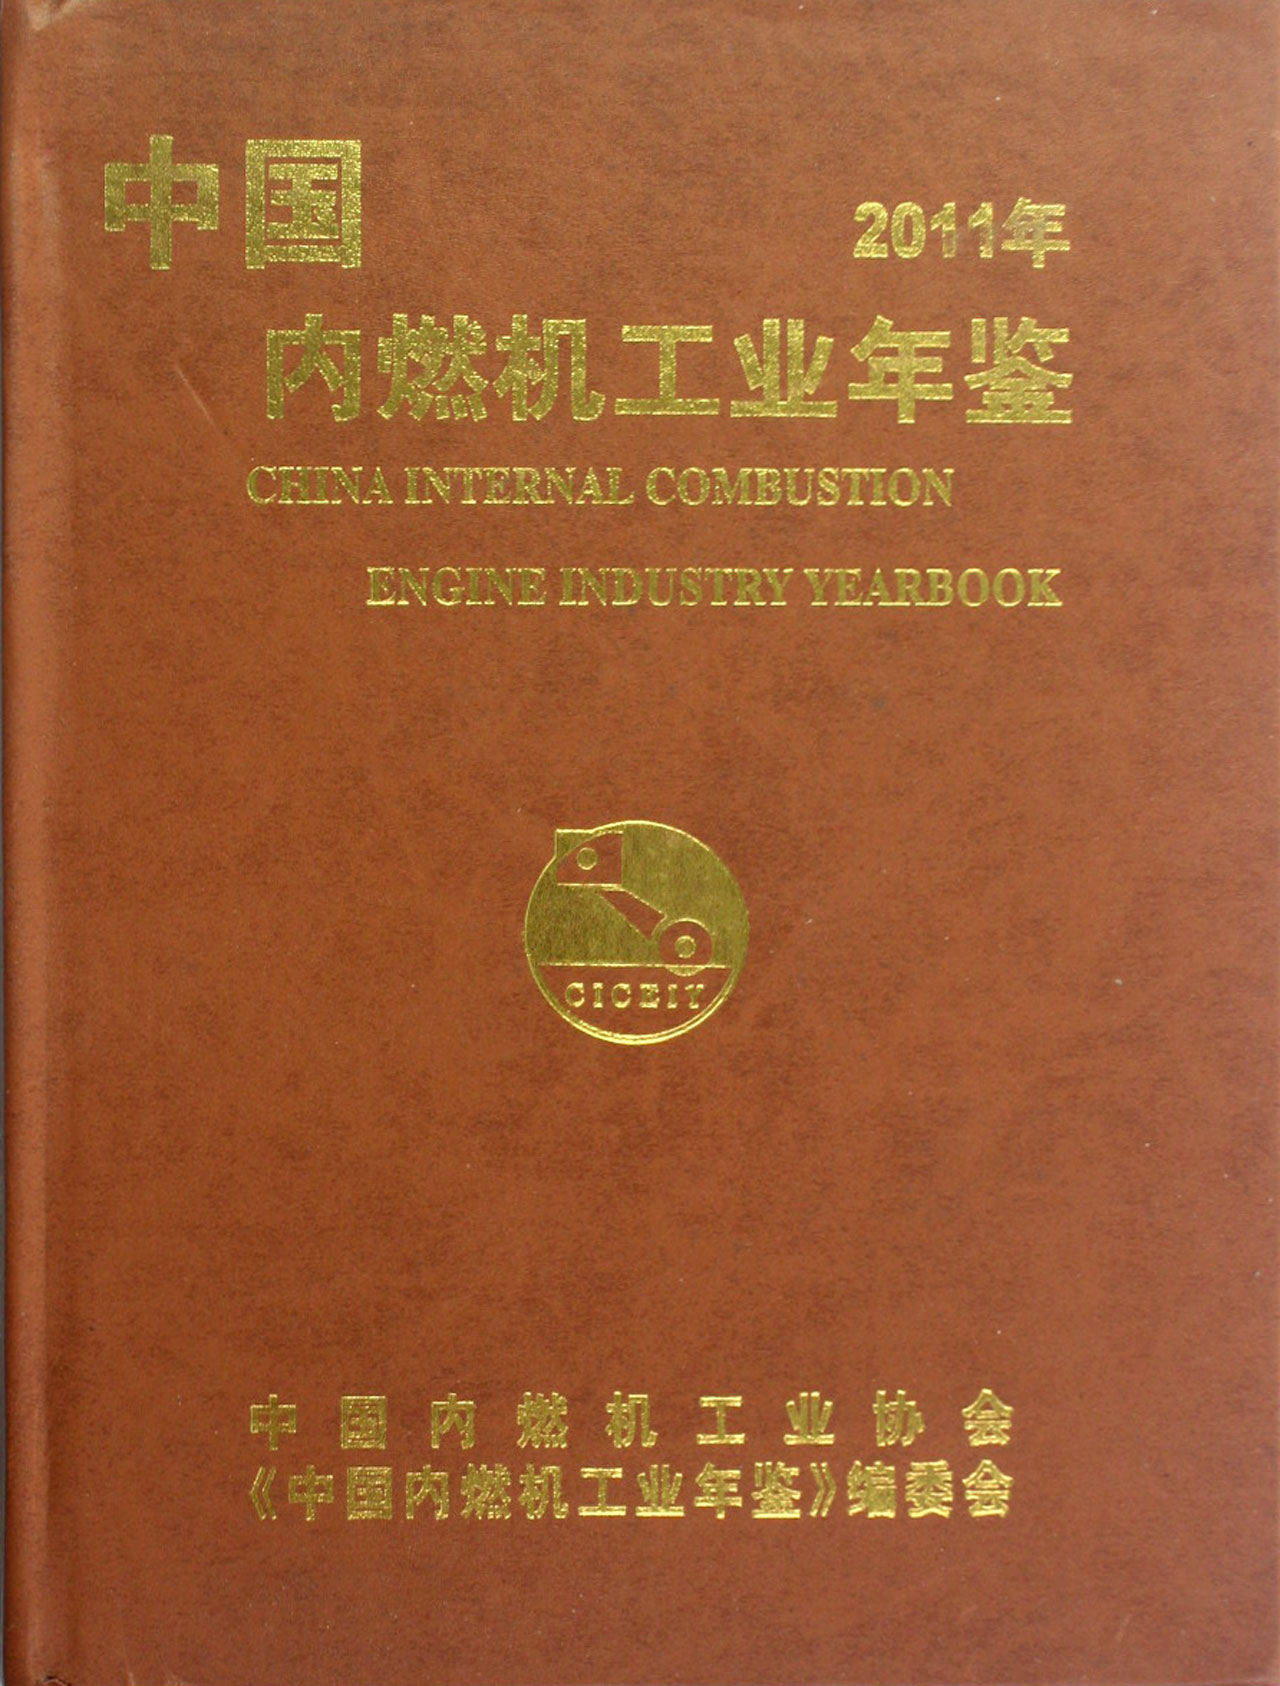 中国
2011年
内燃机工业年鉴
CHINA INTERNAL COMBUSTION
ENGINE INDUSTRY YEARBOOK
CICEIY
中国内燃机工业协会
《中国内燃机工业年鉴》编委会